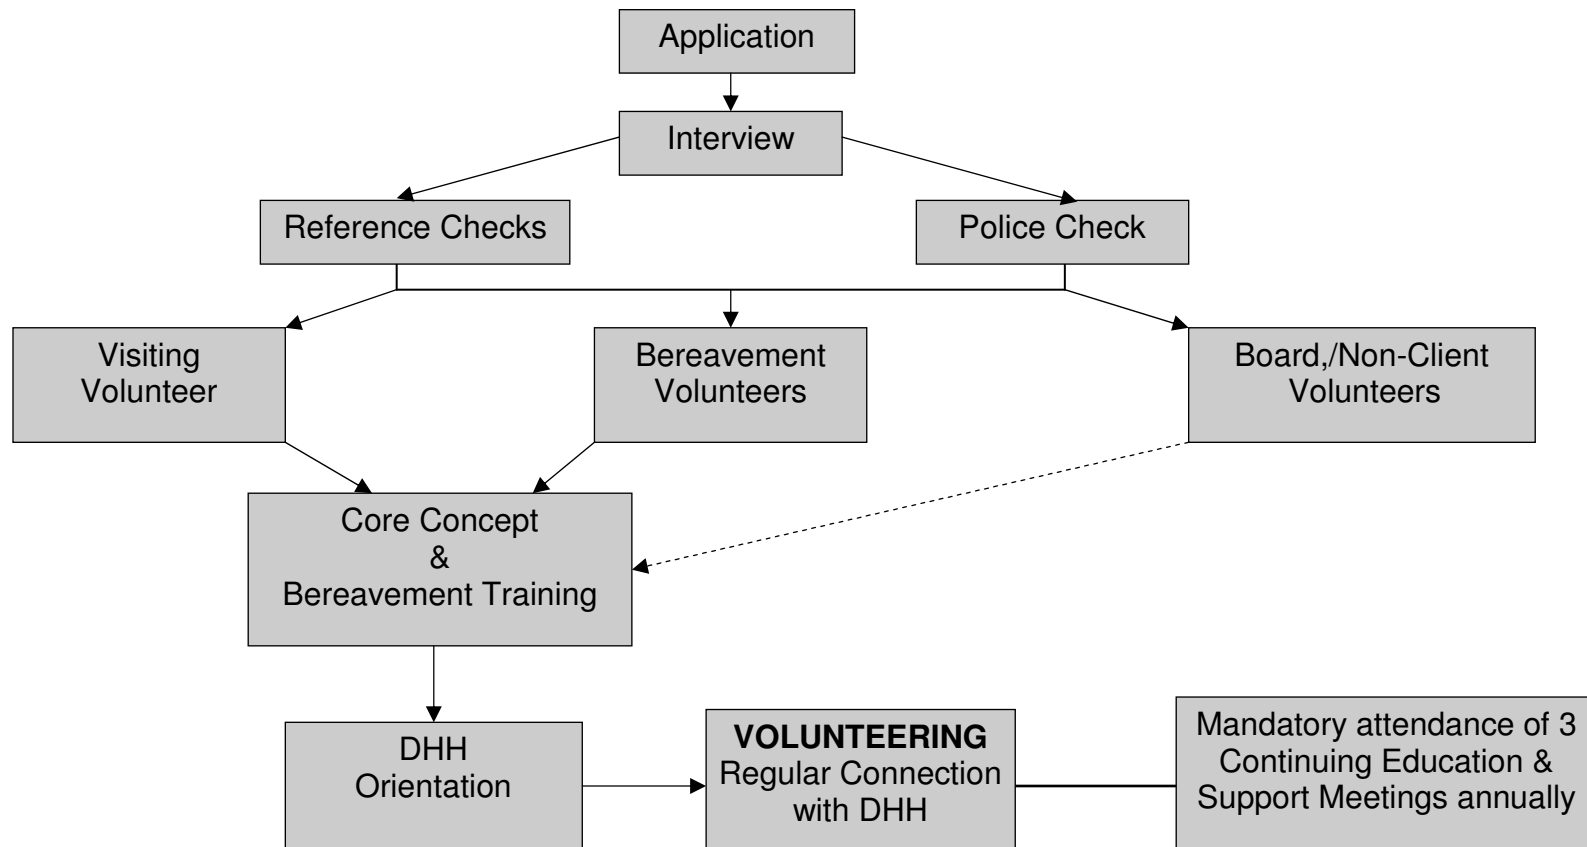 Application
Interview
Reference Checks
Police Check
Visiting
Volunteer
Bereavement
Volunteers
Board,/Non-Client
Volunteers
Core Concept
&
Bereavement Training
DHH
Orientation
VOLUNTEERING
Regular Connection
with DHH
Mandatory attendance of 3
Continuing Education &
Support Meetings annually